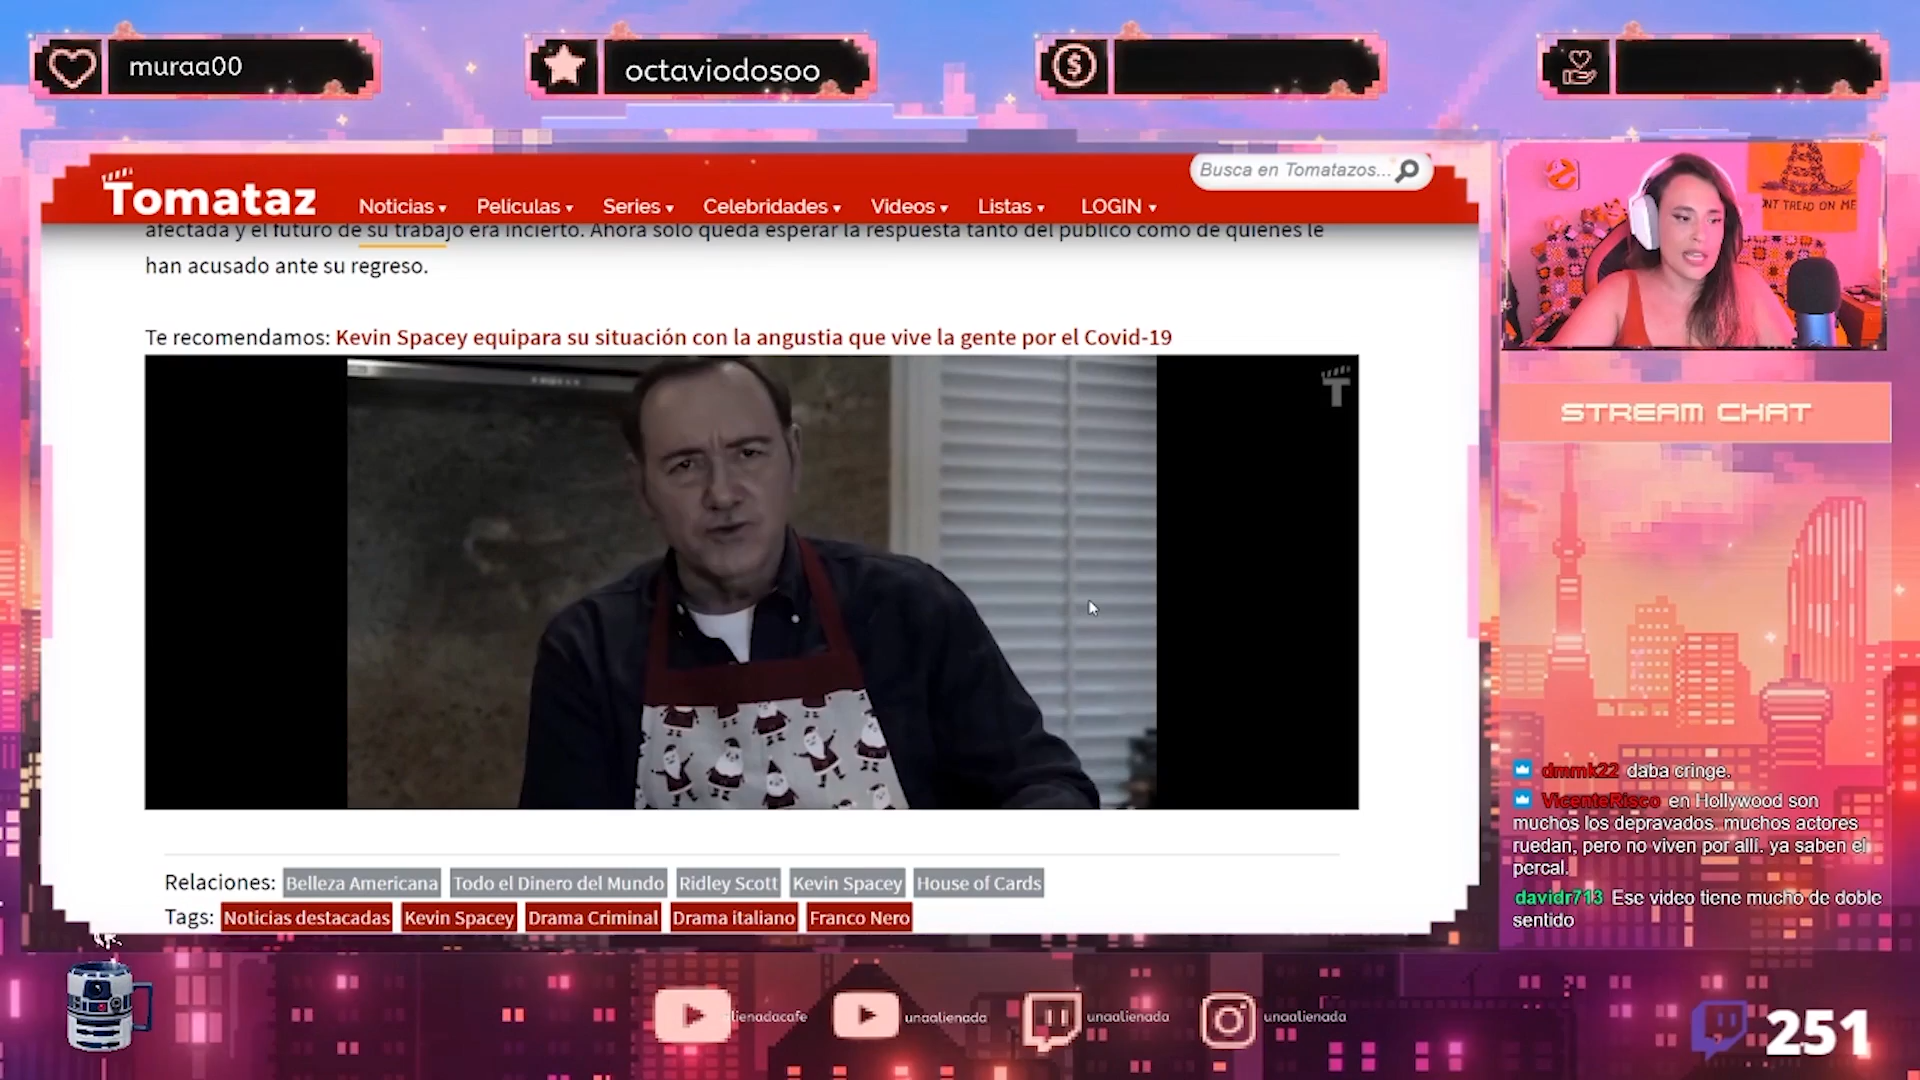 muraa00
octaviodosoo
Tomataz
Noticias Películas Series Celebridades Videos Listas LOGIN
Busca en Tomatazos...
DNT TREAD ON ME
afectada y el futuro de su trabajo era incierto. Ahora solo queda esperar la respuesta tanto del público como de quienes le
han acusado ante su regreso.
Te recomendamos: Kevin Spacey equipara su situación con la angustia que vive la gente por el Covid-19
T
Relaciones: Belleza Americana Todo el Dinero del Mundo Ridley Scott Kevin Spacey House of Cards
Tags: Noticias destacadas Kevin Spacey Drama Criminal Drama italiano Franco Nero
STREAM CHAT
dmmk22 daba cringe.
VicenteRisco en Hollywood son
muchos los depravados. muchos actores
ruedan, pero no viven por allí. ya saben el
percal.
davidr713 Ese video tiene mucho de doble
sentido
lienadacafe
unaalienada
unaalienada
unaalienada
251